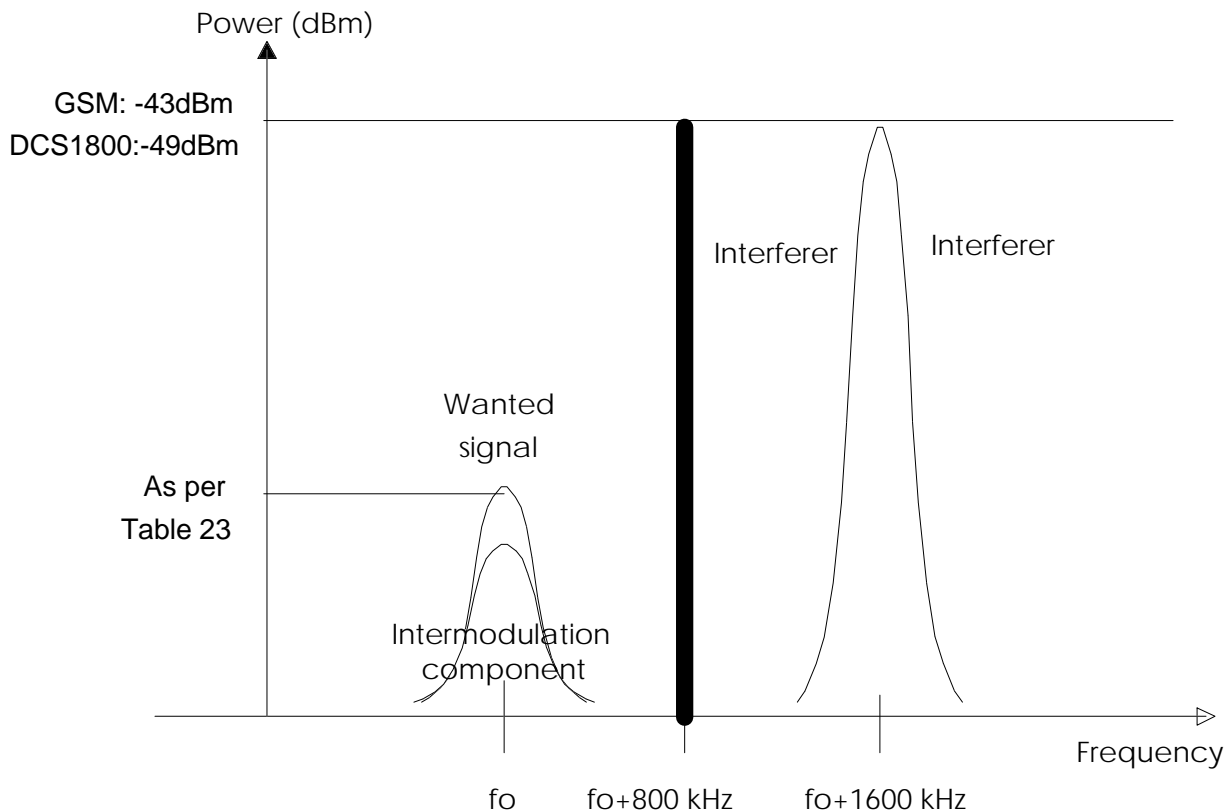 Power (dBm)
GSM: -43dBm
DCS1800:-49dBm
Interferer
Interferer
Wanted
signal
As per
Table 23
Intermodulation
component
Frequency
fo
fo+800 kHz
fo+1600 kHz